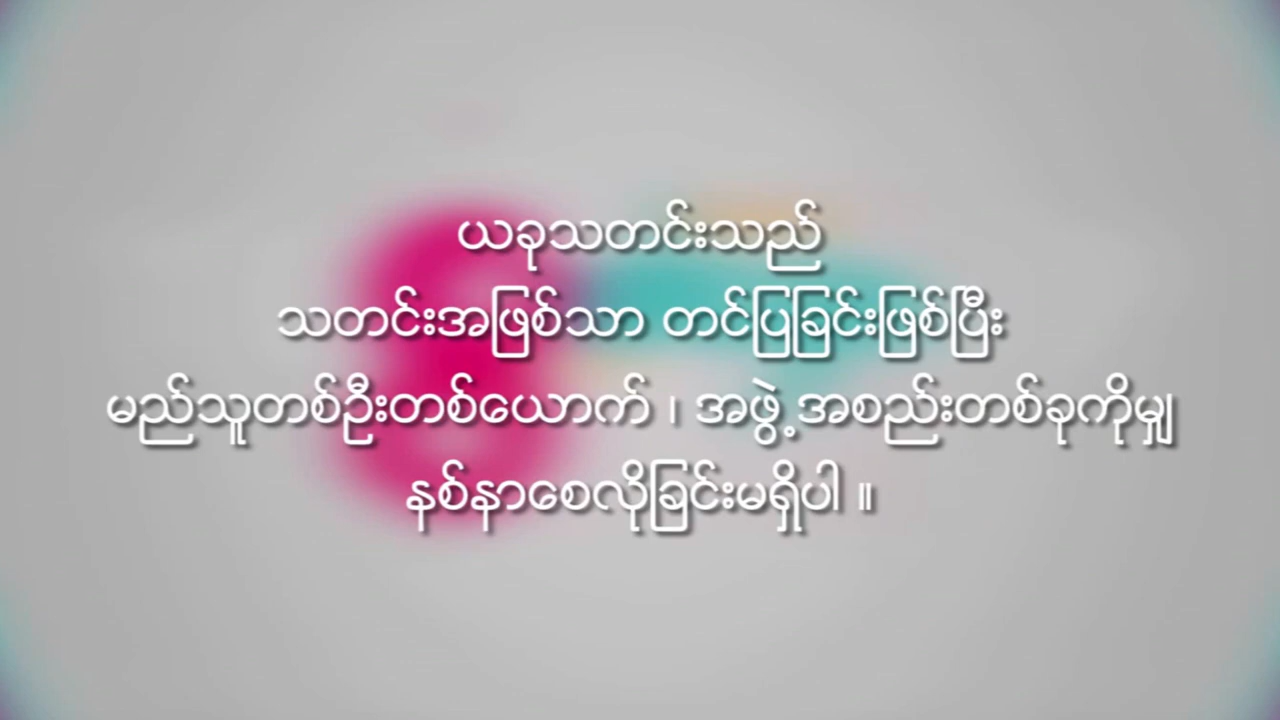 ယခုသတင်းသည်
သတင်းအဖြစ်သာ တင်ပြခြင်းဖြစ်ပြီး
မည်သူတစ်ဦးတစ်ယောက် ၊ အဖွဲ့အစည်းတစ်ခုကိုမျှ
နစ်နာစေလိုခြင်းမရှိပါ ။